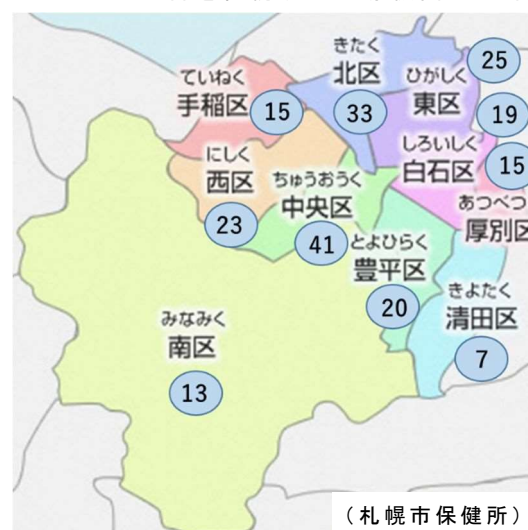 きたく
北区
33
25
ていねく
手稲区
15
ひがしく
東区
19
しろいしく
白石区
15
にしく
西区
23
ちゅうおうく
中央区
41
あつべつ
厚別区
とよひらく
豊平区
20
きよたく
清田区
7
みなみく
南区
13
（札幌市保健所）